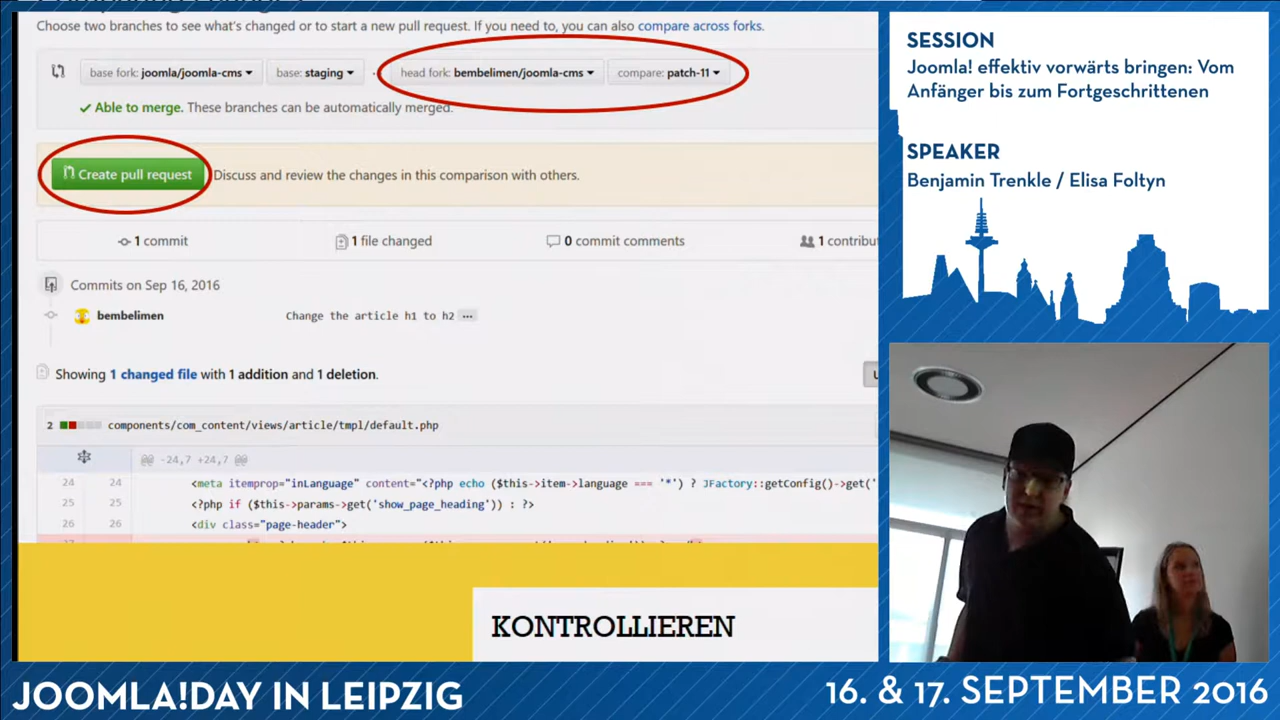 Choose two branches to see what's changed or to start a new pull request. If you need to, you can also compare across forks.
base fork: joomla/joomla-cms base: staging ... head fork: bembelimen/joomla-cms compare: patch-11
Able to merge. These branches can be automatically merged.
Create pull request Discuss and review the changes in this comparison with others.
1 commit 1 file changed 0 commit comments 1 contribut
Commits on Sep 16, 2016
bembelimen Change the article h1 to h2 ...
Showing 1 changed file with 1 addition and 1 deletion.
2 components/com_content/views/article/tmpl/default.php
@@ -24,7 +24,7 @@
24 24 <meta itemprop="inLanguage" content="<?php echo ($this->item->language === '*') ? JFactory::getConfig()->get('
25 25 <?php if ($this->params->get('show_page_heading')) : ?>
26 26 <div class="page-header">
KONTROLLIEREN
SESSION
Joomla! effektiv vorwärts bringen: Vom
Anfänger bis zum Fortgeschrittenen
SPEAKER
Benjamin Trenkle / Elisa Foltyn
JOOMLA!DAY IN LEIPZIG
16. & 17. SEPTEMBER 2016